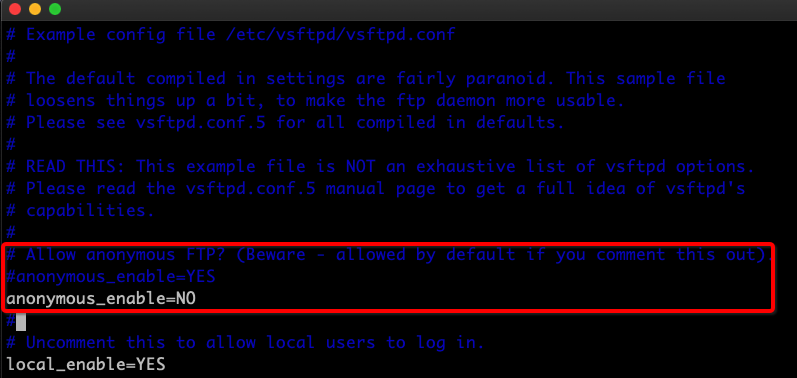 # Example config file /etc/vsftpd/vsftpd.conf
#
# The default compiled in settings are fairly paranoid. This sample file
# loosens things up a bit, to make the ftp daemon more usable.
# Please see vsftpd.conf.5 for all compiled in defaults.
#
# READ THIS: This example file is NOT an exhaustive list of vsftpd options.
# Please read the vsftpd.conf.5 manual page to get a full idea of vsftpd's
# capabilities.
#
# Allow anonymous FTP? (Beware - allowed by default if you comment this out).
#anonymous_enable=YES
anonymous_enable=NO
#
# Uncomment this to allow local users to log in.
local_enable=YES